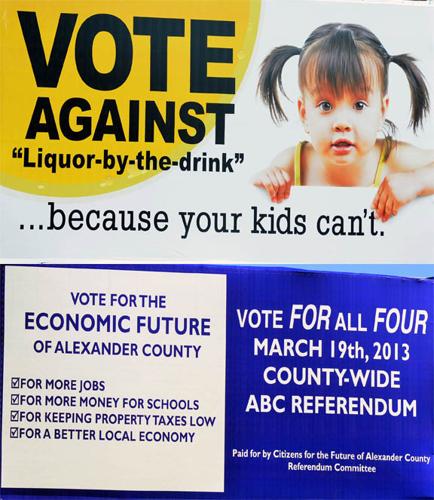 VOTE
AGAINST
“Liquor-by-the-drink”
...because your kids can't.
VOTE FOR THE
ECONOMIC FUTURE
OF ALEXANDER COUNTY
☑FOR MORE JOBS
☑FOR MORE MONEY FOR SCHOOLS
☑FOR KEEPING PROPERTY TAXES LOW
☑FOR A BETTER LOCAL ECONOMY
VOTE FOR ALL FOUR
MARCH 19th, 2013
COUNTY-WIDE
ABC REFERENDUM
Paid for by Citizens for the Future of Alexander County
Referendum Committee